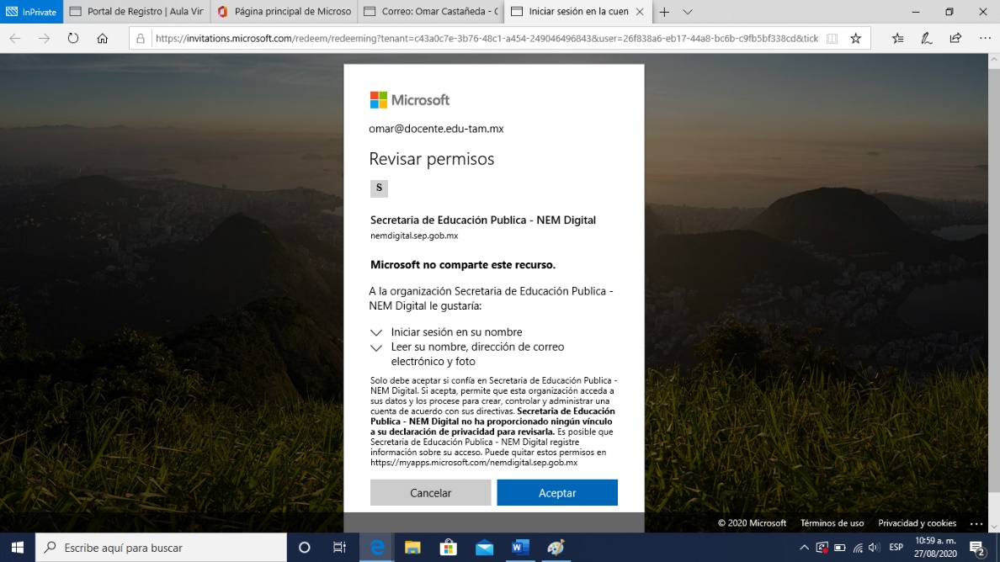 InPrivate
Portal de Registro | Aula Vir
Página principal de Microso
Correo: Omar Castañeda - O
Iniciar sesión en la cuen
https://invitations.microsoft.com/redeem/redeeming?tenant=c43a0c7e-3b76-48c1-a454-249046496843&user=26f838a6-eb17-44a8-bc6b-c9fb5bf338cd&tick
Microsoft
omar@docente.edu-tam.mx
Revisar permisos
S
Secretaria de Educación Publica - NEM Digital
nemdigital.sep.gob.mx
Microsoft no comparte este recurso.
A la organización Secretaria de Educación Publica -
NEM Digital le gustaría:
Iniciar sesión en su nombre
Leer su nombre, dirección de correo
electrónico y foto
Solo debe aceptar si confía en Secretaria de Educación Publica -
NEM Digital. Si acepta, permite que esta organización acceda a
sus datos y los procese para crear, controlar y administrar una
cuenta de acuerdo con sus directivas. Secretaria de Educación
Publica - NEM Digital no ha proporcionado ningún vínculo
a su declaración de privacidad para revisarla. Es posible que
Secretaria de Educación Publica - NEM Digital registre
información sobre su acceso. Puede quitar estos permisos en
https://myapps.microsoft.com/nemdigital.sep.gob.mx
Cancelar
Aceptar
© 2020 Microsoft
Términos de uso
Privacidad y cookies
Escribe aquí para buscar
ESP
10:59 a. m.
27/08/2020
2